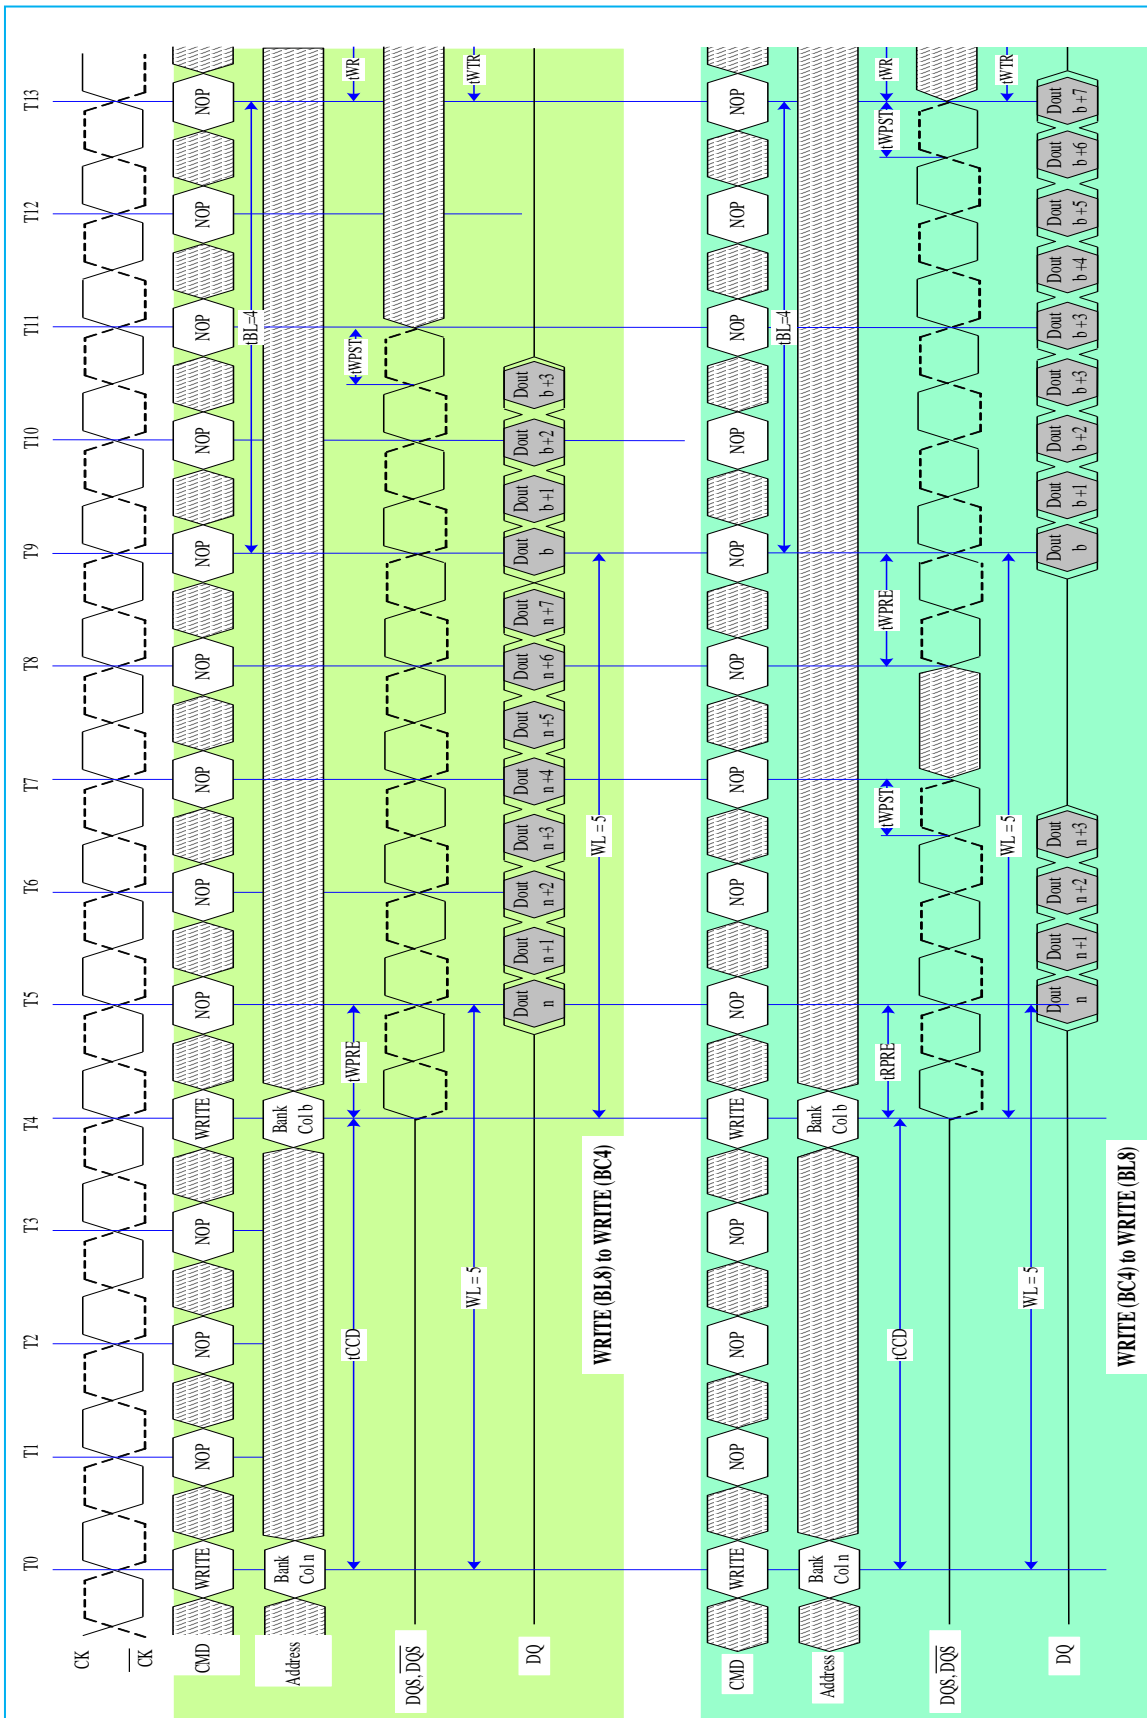 T0 T1 T2 T3 T4 T5 T6 T7 T8 T9 T10 T11 T12 T13
CK
CK
CMD WRITE NOP NOP NOP WRITE NOP NOP NOP NOP NOP NOP NOP NOP NOP
tBL=4
Address Bank Col n Bank Col b
tCCD tWPRE tWPST tWR
DQS, DQS
WL = 5 tWTR
DQ Dout n Dout n+1 Dout n+2 Dout n+3 Dout n+4 Dout n+5 Dout n+6 Dout n+7 Dout b Dout b+1 Dout b+2 Dout b+3
WL = 5
WRITE (BL8) to WRITE (BC4)
CMD WRITE NOP NOP NOP WRITE NOP NOP NOP NOP NOP NOP NOP NOP NOP
tBL=4
Address Bank Col n Bank Col b
tCCD tRPRE tWPST tWPRE tWPST tWR
DQS, DQS
WL = 5 tWTR
WL = 5
DQ Dout n Dout n+1 Dout n+2 Dout n+3 Dout b Dout b+1 Dout b+2 Dout b+3 Dout b+3 Dout b+4 Dout b+5 Dout b+6 Dout b+7
WRITE (BC4) to WRITE (BL8)